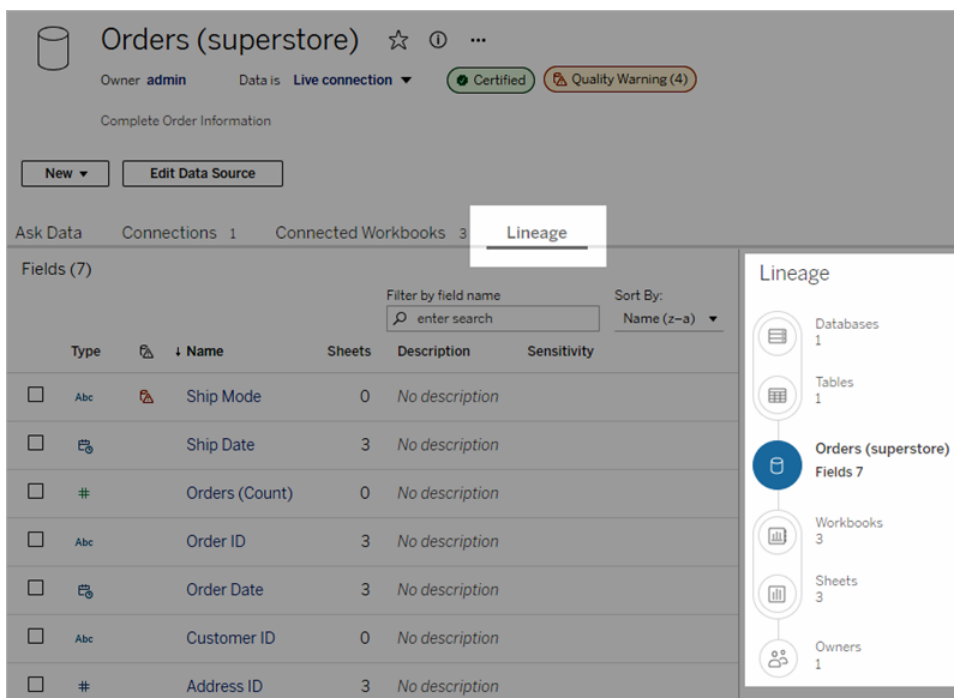 Orders (superstore)
Owner admin Data is Live connection Certified Quality Warning (4)
Complete Order Information
New Edit Data Source
Ask Data Connections 1 Connected Workbooks 3 Lineage
Fields (7)
Filter by field name Sort By:
enter search Name (z–a)
Type ↓ Name Sheets Description Sensitivity
Abc Ship Mode 0 No description
Ship Date 3 No description
# Orders (Count) 0 No description
Abc Order ID 3 No description
Order Date 3 No description
Abc Customer ID 0 No description
# Address ID 3 No description
Lineage
Databases
1
Tables
1
Orders (superstore)
Fields 7
Workbooks
3
Sheets
3
Owners
1